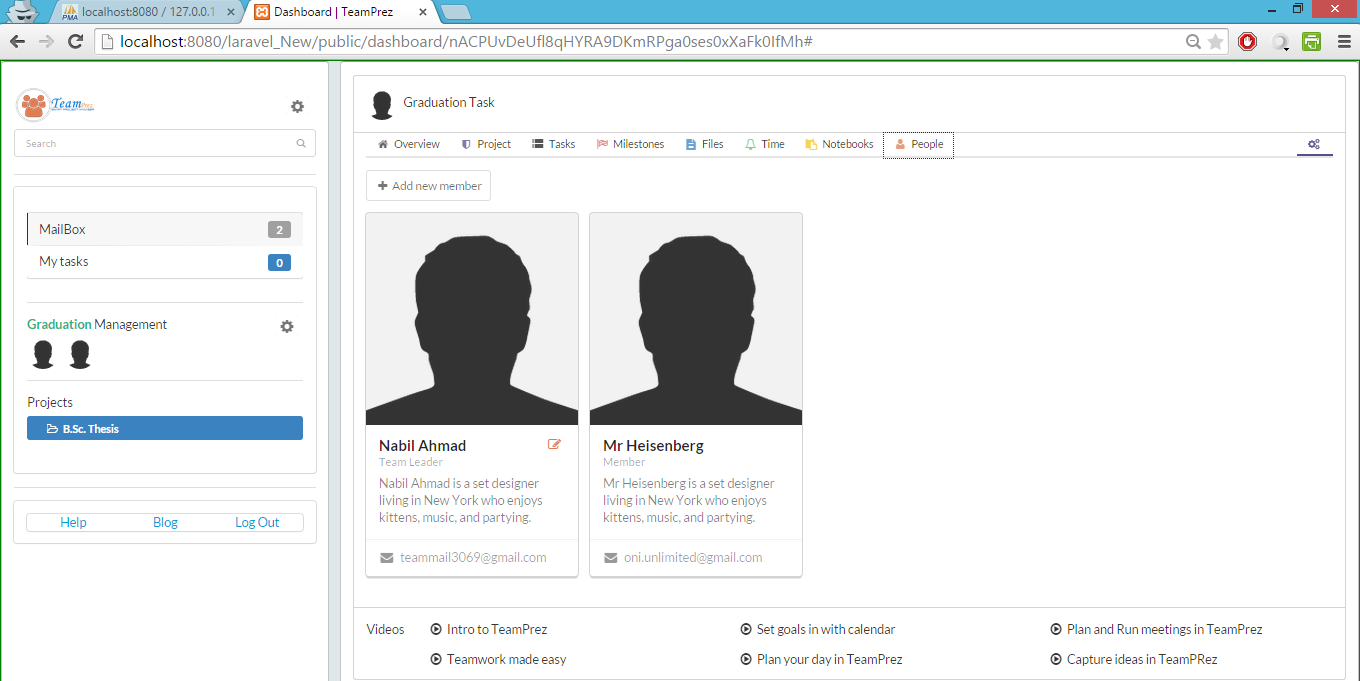 PMA localhost:8080 / 127.0.0.1
Dashboard | TeamPrez
localhost:8080/laravel_New/public/dashboard/nACPUvDeUfl8qHYRA9DKmRPga0ses0xXaFk0IfMh#
TeamPrez
Search
MailBox 2
My tasks 0
Graduation Management
Projects
B.Sc. Thesis
Help Blog Log Out
Graduation Task
Overview Project Tasks Milestones Files Time Notebooks People
Add new member
Nabil Ahmad
Team Leader
Nabil Ahmad is a set designer
living in New York who enjoys
kittens, music, and partying.
teammail3069@gmail.com
Mr Heisenberg
Member
Mr Heisenberg is a set designer
living in New York who enjoys
kittens, music, and partying.
oni.unlimited@gmail.com
Videos Intro to TeamPrez Set goals in with calendar Plan and Run meetings in TeamPrez
Teamwork made easy Plan your day in TeamPrez Capture ideas in TeamPRez